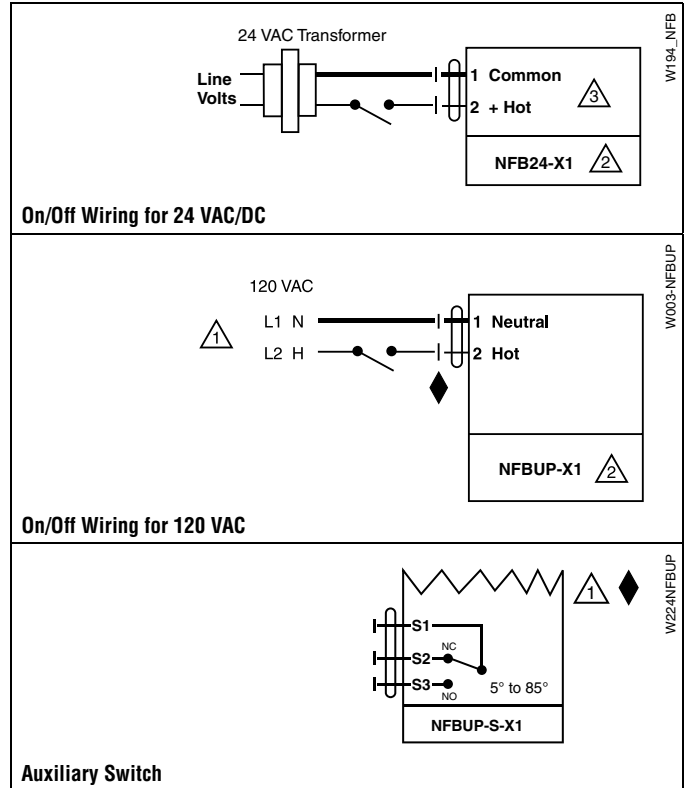 24 VAC Transformer
Line
Volts
1 Common
2 + Hot
3
NFB24-X1
2
W194_NFB
On/Off Wiring for 24 VAC/DC
120 VAC
L1 N
1 Neutral
1
L2 H
2 Hot
NFBUP-X1
2
W003-NFBUP
On/Off Wiring for 120 VAC
1
S1
S2
NC
S3
NO
5° to 85°
NFBUP-S-X1
W224NFBUP
Auxiliary Switch